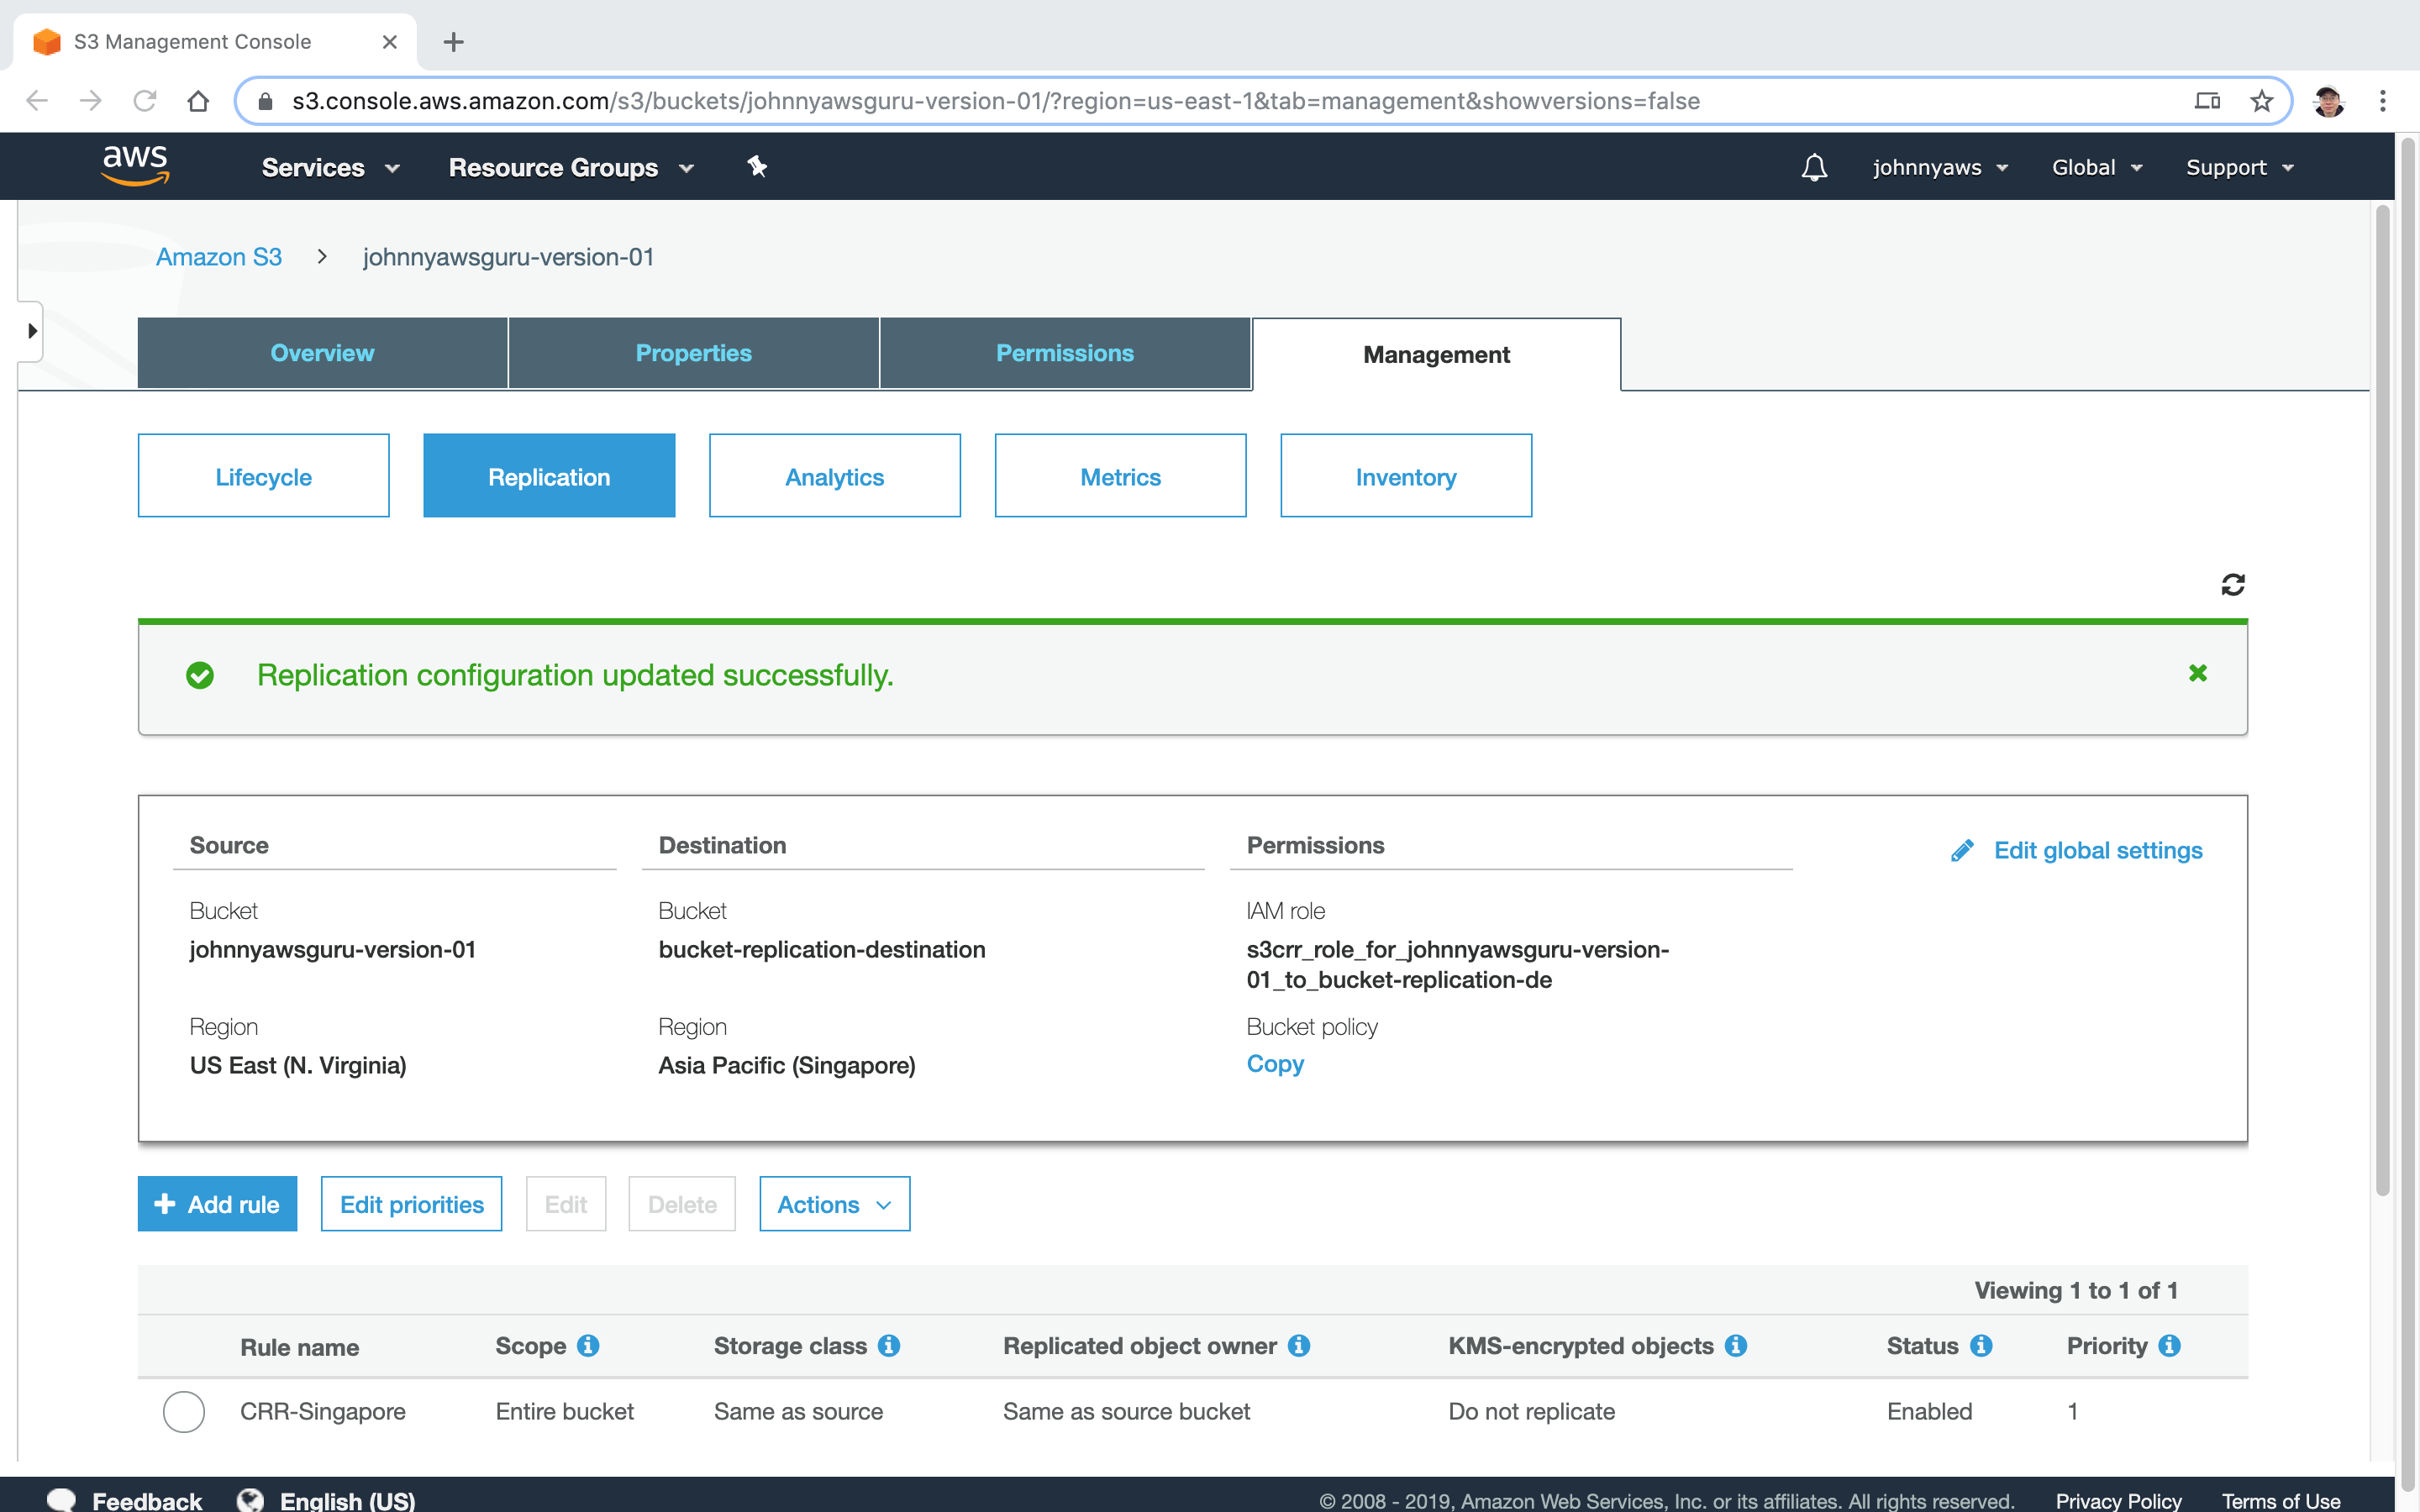 S3 Management Console
s3.console.aws.amazon.com/s3/buckets/johnnyawsguru-version-01/?region=us-east-1&tab=management&showversions=false
aws Services Resource Groups johnnyaws Global Support
Amazon S3 > johnnyawsguru-version-01
Overview Properties Permissions Management
Lifecycle Replication Analytics Metrics Inventory
Replication configuration updated successfully.
Source Destination Permissions Edit global settings
Bucket Bucket IAM role
johnnyawsguru-version-01 bucket-replication-destination s3crr_role_for_johnnyawsguru-version-
01_to_bucket-replication-de
Region Region Bucket policy
US East (N. Virginia) Asia Pacific (Singapore) Copy
+ Add rule Edit priorities Edit Delete Actions
Viewing 1 to 1 of 1
Rule name Scope Storage class Replicated object owner KMS-encrypted objects Status Priority
CRR-Singapore Entire bucket Same as source Same as source bucket Do not replicate Enabled 1
Feedback English (US) © 2008 - 2019, Amazon Web Services, Inc. or its affiliates. All rights reserved. Privacy Policy Terms of Use